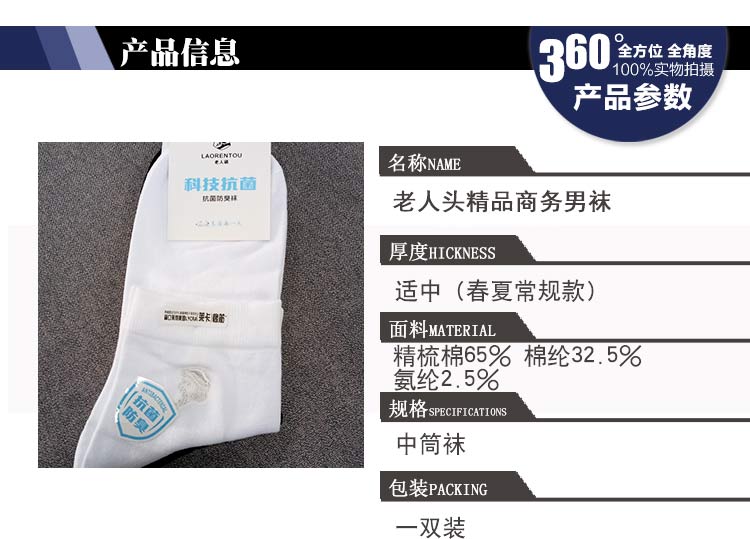 产品信息
360°全方位 全角度
100%实物拍摄
产品参数
LAORENTOU
老人头
科技抗菌
抗菌防臭袜
莱卡
ANTIBACTERIAL
抗菌
防臭
名称NAME
老人头精品商务男袜
厚度HICKNESS
适中（春夏常规款）
面料MATERIAL
精梳棉65% 棉纶32.5%
氨纶2.5%
规格SPECIFICATIONS
中筒袜
包装PACKING
一双装